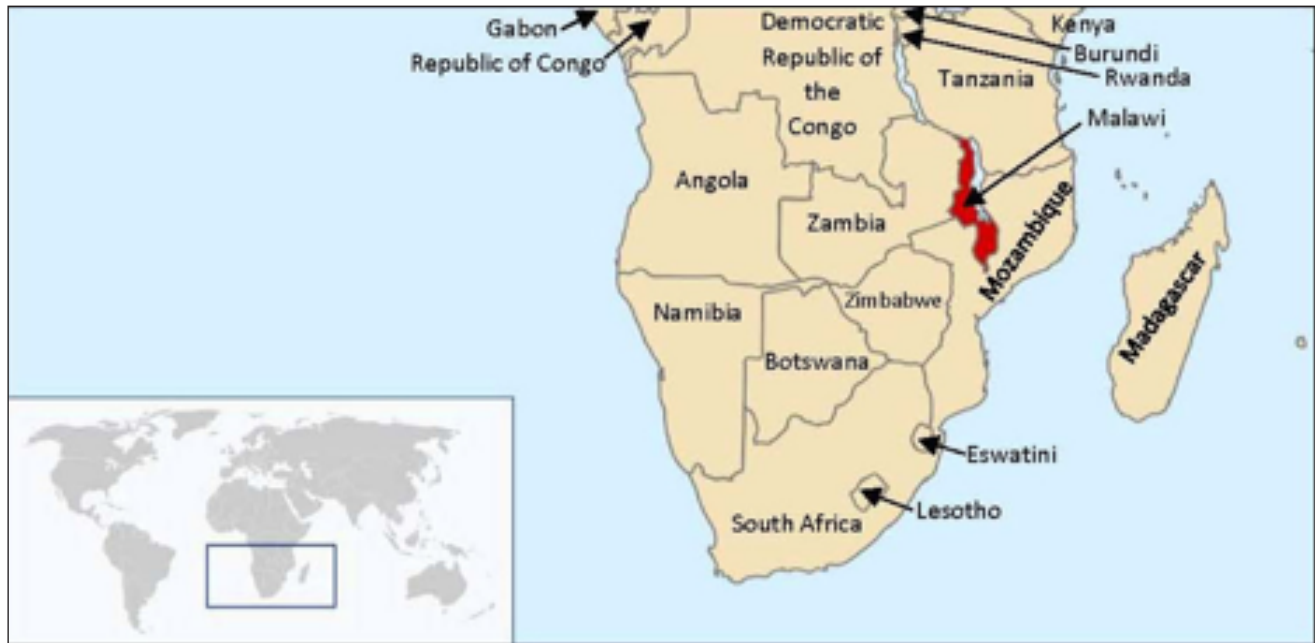 Gabon
Republic of Congo
Democratic
Republic of
the
Congo
Kenya
Burundi
Rwanda
Tanzania
Malawi
Angola
Zambia
Mozambique
Madagascar
Namibia
Zimbabwe
Botswana
Eswatini
Lesotho
South Africa